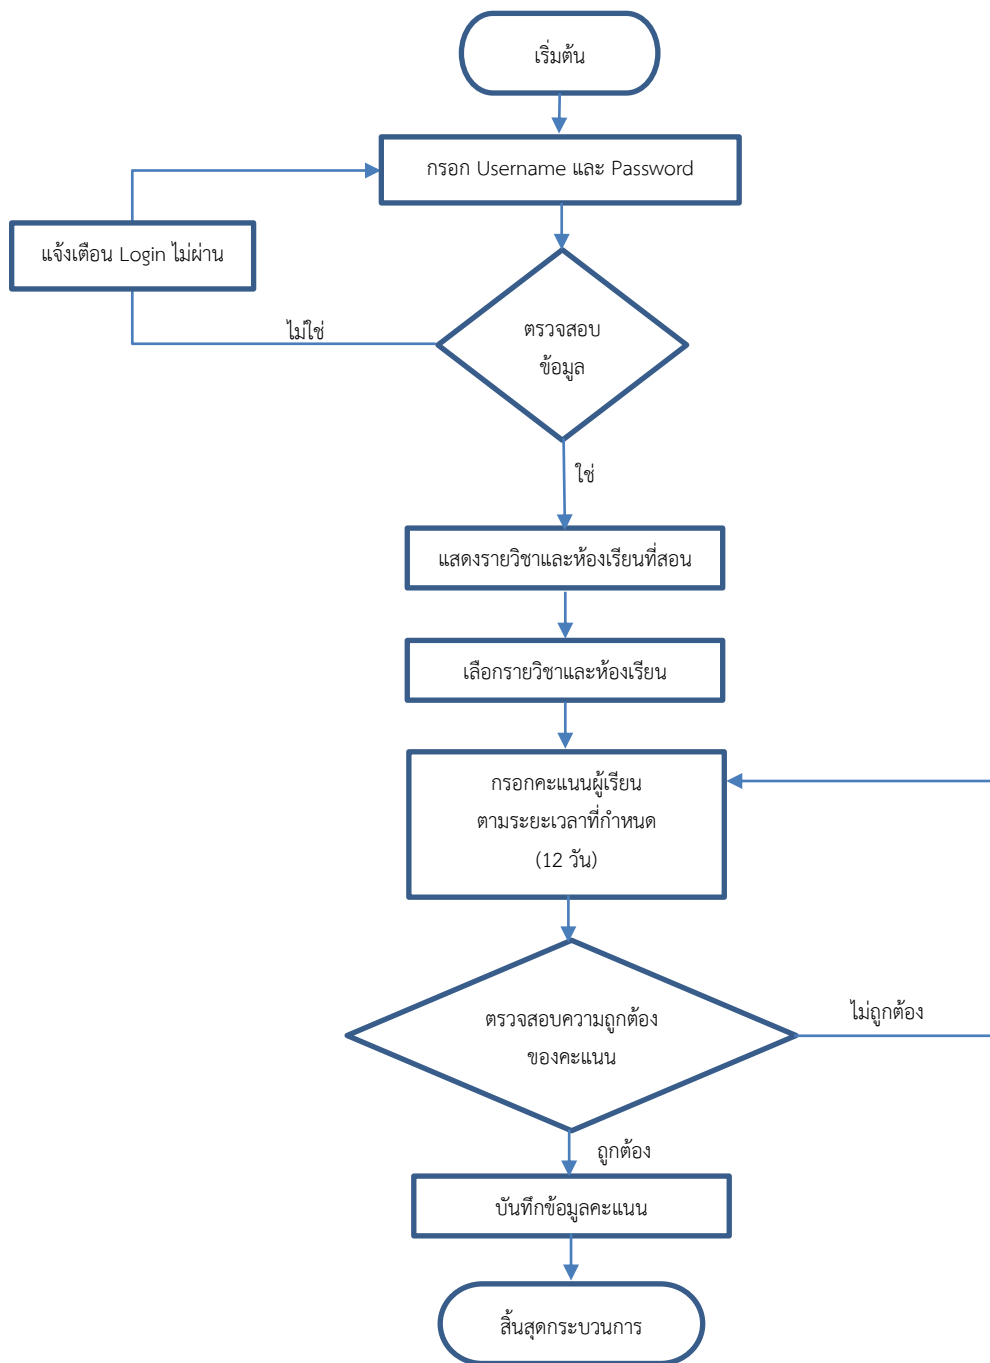 เริ่มต้น
กรอก Username และ Password
แจ้งเตือน Login ไม่ผ่าน
ไม่ใช่
ตรวจสอบ
ข้อมูล
ใช่
แสดงรายวิชาและห้องเรียนที่สอน
เลือกรายวิชาและห้องเรียน
กรอกคะแนนผู้เรียน
ตามระยะเวลาที่กำหนด
(12 วัน)
ตรวจสอบความถูกต้อง
ของคะแนน
ไม่ถูกต้อง
ถูกต้อง
บันทึกข้อมูลคะแนน
สิ้นสุดกระบวนการ